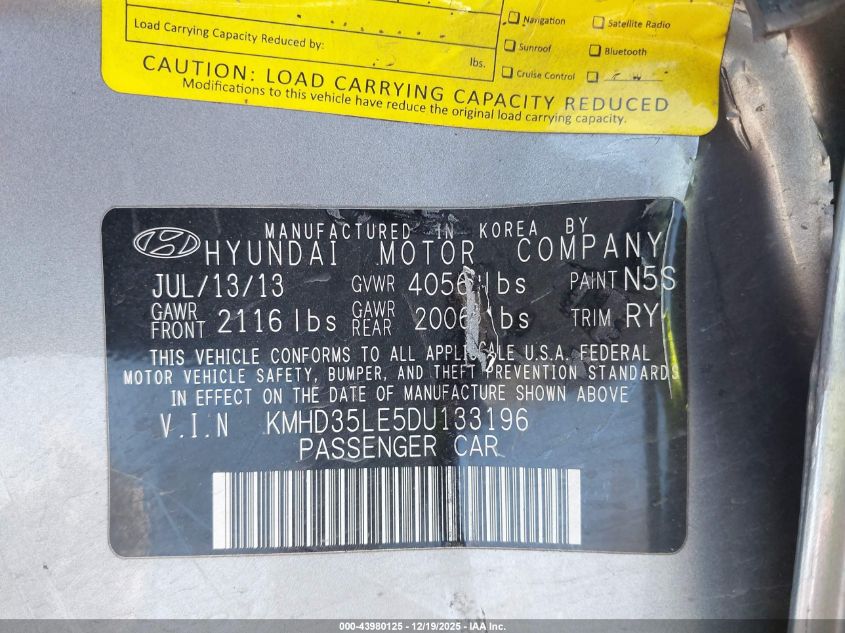 Navigation Satellite Radio
Load Carrying Capacity Reduced by: Sunroof Bluetooth
lbs. Cruise Control
CAUTION: LOAD CARRYING CAPACITY REDUCED
Modifications to this vehicle have reduce the original load carrying capacity.
MANUFACTURED IN KOREA BY
HYUNDAI MOTOR COMPANY
JUL/13/13 GVWR lbs PAINT N5S
GAWR FRONT 2116 lbs GAWR REAR lbs TRIM RY
THIS VEHICLE CONFORMS TO ALL APPLICABLE U.S.A. FEDERAL
MOTOR VEHICLE SAFETY, BUMPER, AND THEFT PREVENTION STANDARDS
IN EFFECT ON THE DATE OF MANUFACTURE SHOWN ABOVE
V.I.N KMHD35LE5DU133196
PASSENGER CAR
000-43980125 - 12/19/2025 - IAA Inc.